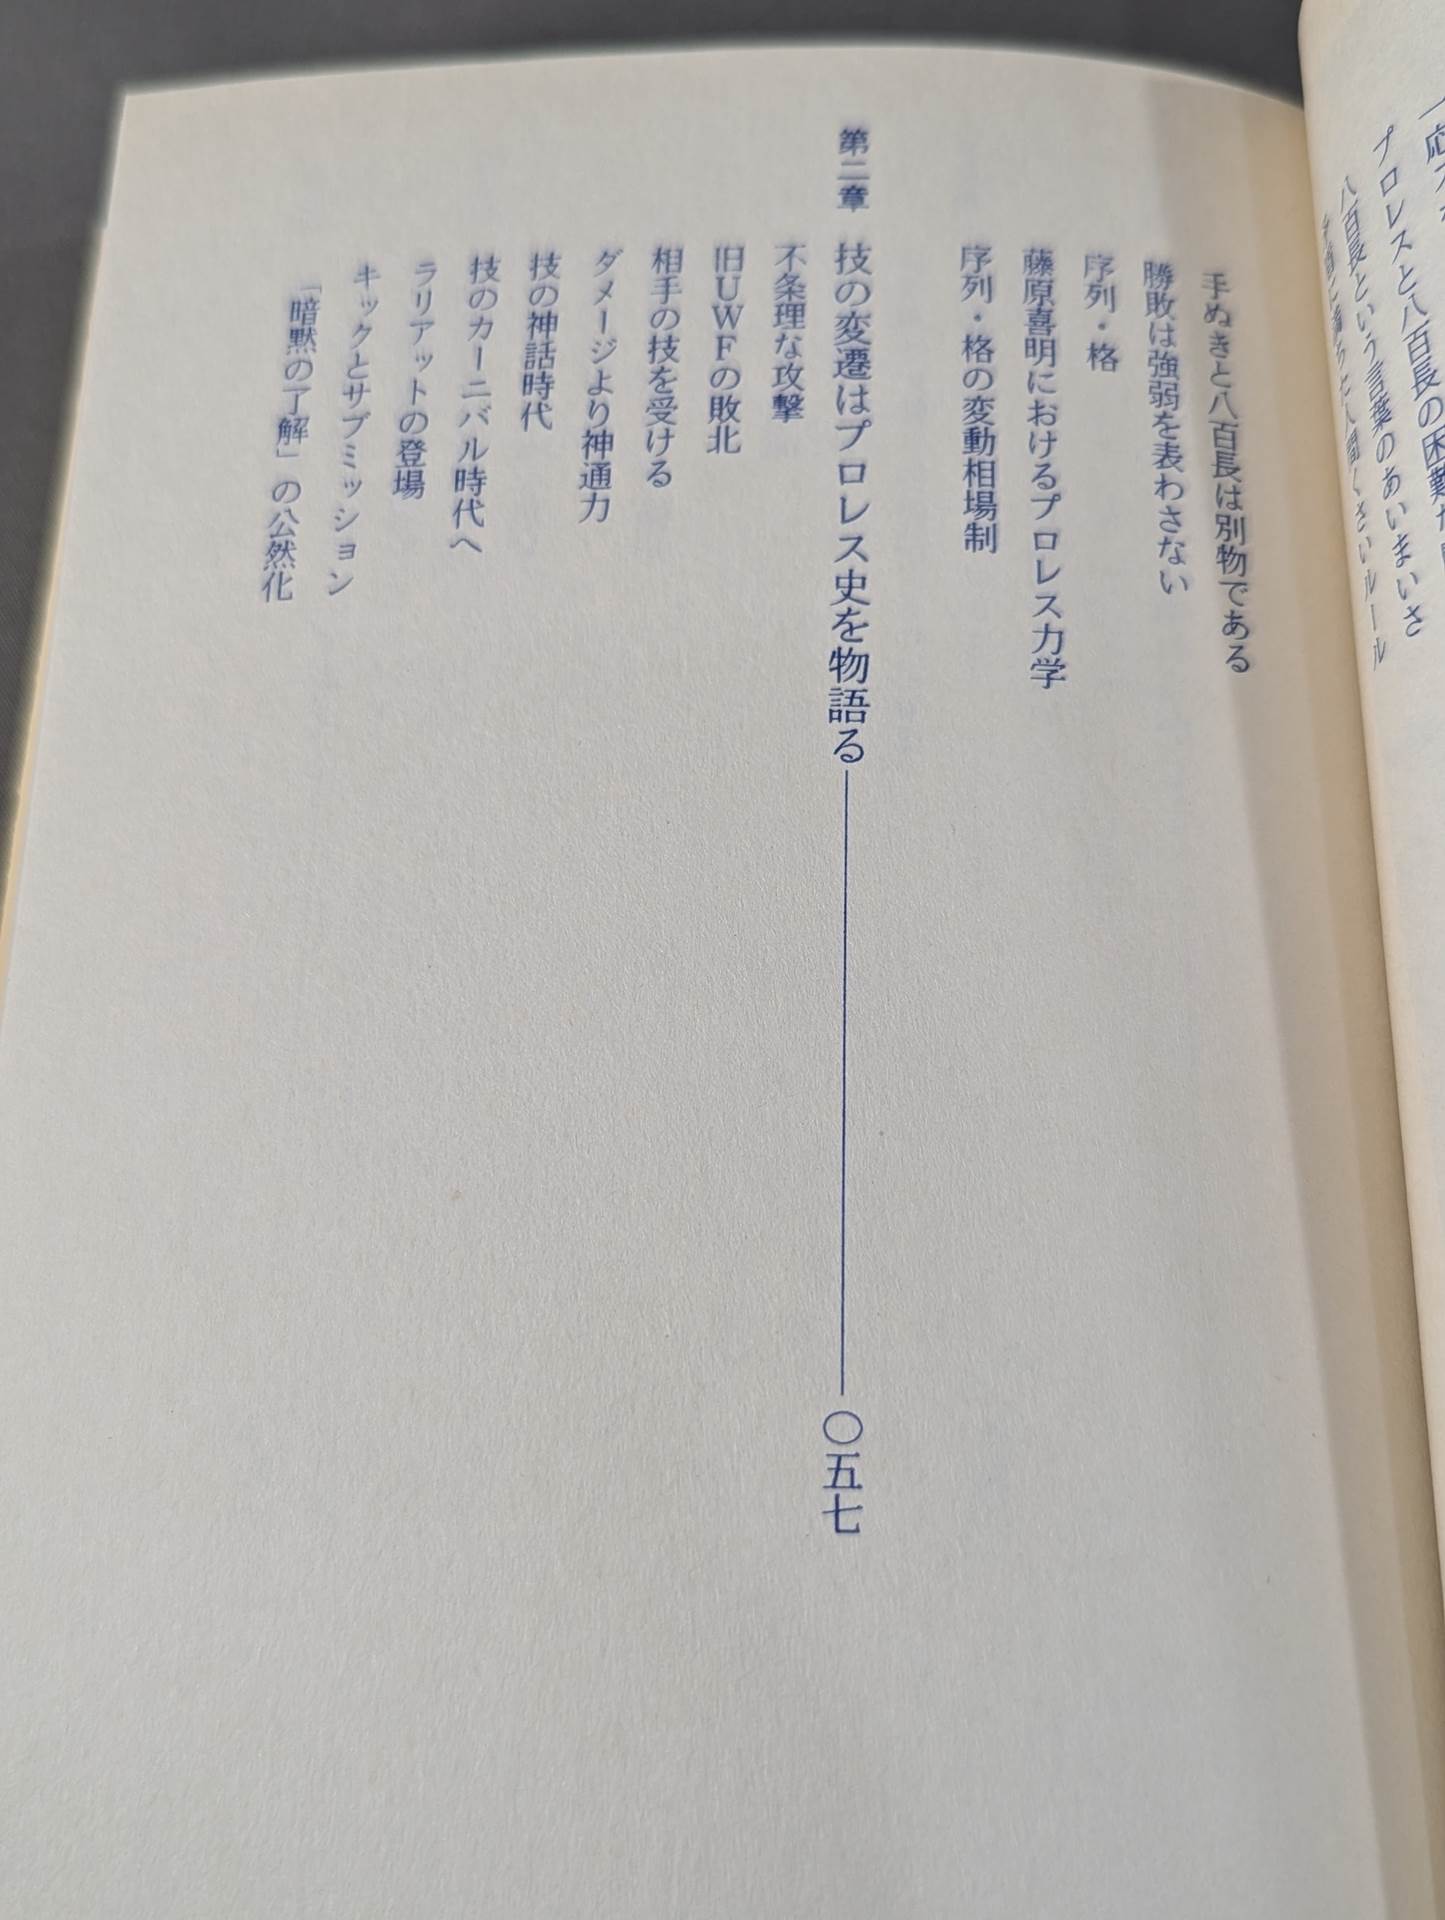 プロレスと八百長の困難な
プロレスと八百長という言葉のあいまいさ
手ぬきと八百長は別物である
勝敗は強弱を表わさない
序列・格
藤原喜明におけるプロレス力学
序列・格の変動相場制
第二章 技の変遷はプロレス史を物語る——〇五七
不条理な攻撃
旧UWFの敗北
相手の技を受ける
ダメージより神通力
技の神話時代
技のカーニバル時代へ
ラリアットの登場
キックとサブミッション
「暗黙の了解」の公然化